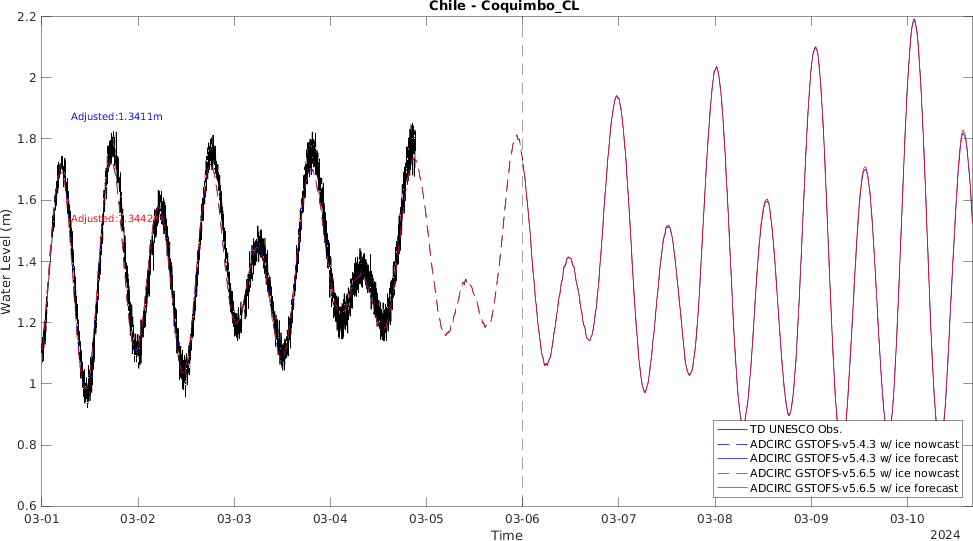 Chile - Coquimbo_CL
2.2
2
1.8
1.6
1.4
1.2
1
0.8
0.6
Water Level (m)
Adjusted:1.3411m
TD UNESCO Obs.
ADCIRC GSTOFS-v5.4.3 w/ ice nowcast
ADCIRC GSTOFS-v5.4.3 w/ ice forecast
ADCIRC GSTOFS-v5.6.5 w/ ice nowcast
ADCIRC GSTOFS-v5.6.5 w/ ice forecast
03-01 03-02 03-03 03-04 03-05 03-06 03-07 03-08 03-09 03-10
Time
2024